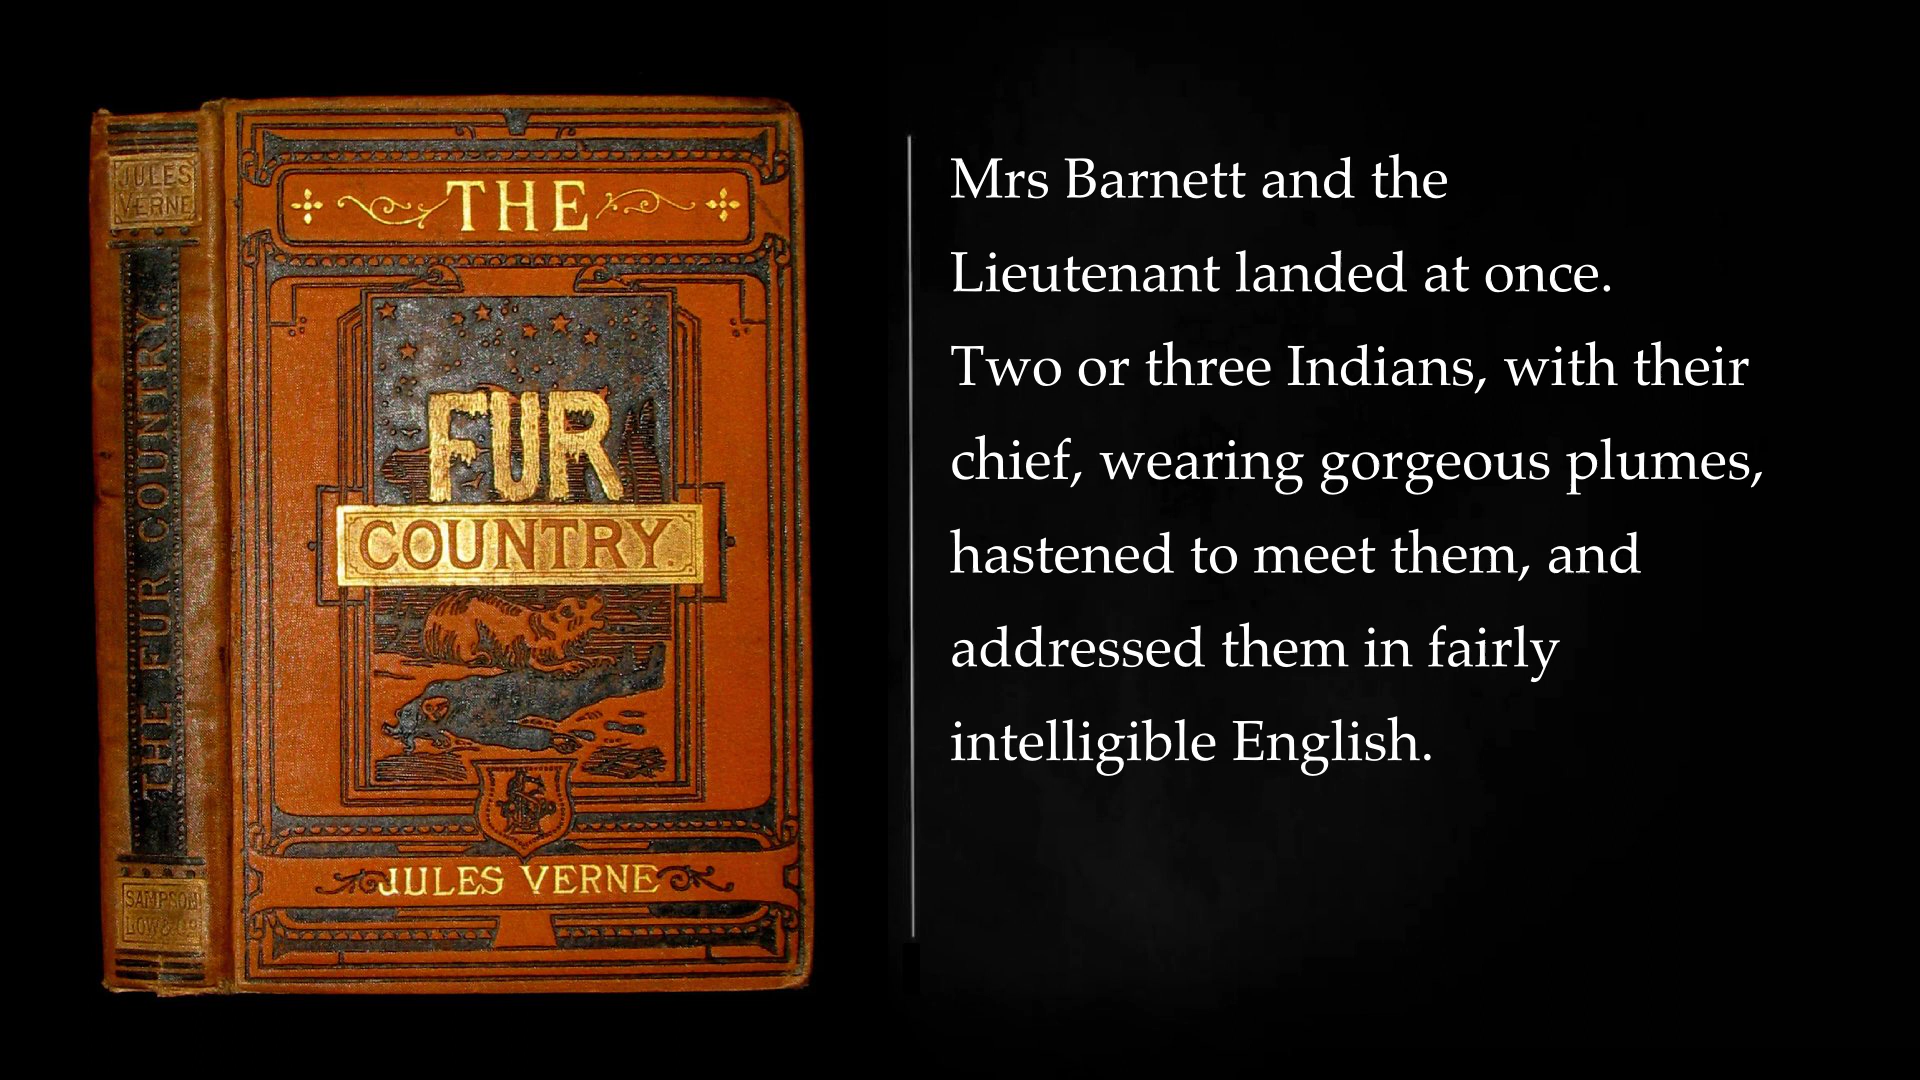 JULES
VERNE
THE FUR COUNTRY.
SAMPSON
LOW & Co
THE
FUR
COUNTRY.
JULES VERNE
Mrs Barnett and the
Lieutenant landed at once.
Two or three Indians, with their
chief, wearing gorgeous plumes,
hastened to meet them, and
addressed them in fairly
intelligible English.